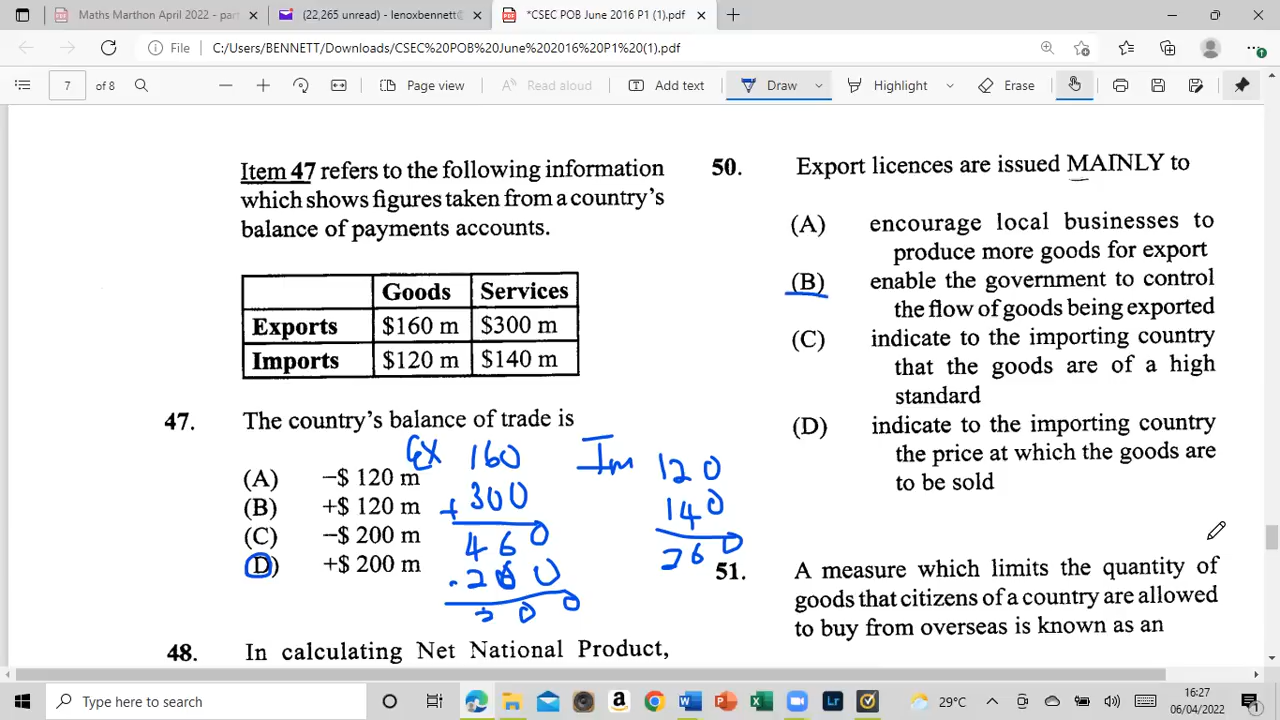 Maths Marthon April 2022 - part
(22,265 unread) - lenoxbennett@
*CSEC POB June 2016 P1 (1).pdf
File
C:/Users/BENNETT/Downloads/CSEC%20POB%20June%202016%20P1%20(1).pdf
7 of 8
Page view
Read aloud
Add text
Draw
Highlight
Erase
Item 47 refers to the following information
which shows figures taken from a country's
balance of payments accounts.
Goods Services
Exports $160 m $300 m
Imports $120 m $140 m
47. The country's balance of trade is
(A) –$ 120 m
(B) +$ 120 m
(C) –$ 200 m
(D) +$ 200 m
Ex 160
+ 300
460
- 260
200
Im 120
140
260
48. In calculating Net National Product,
50. Export licences are issued MAINLY to
(A) encourage local businesses to
produce more goods for export
(B) enable the government to control
the flow of goods being exported
(C) indicate to the importing country
that the goods are of a high
standard
(D) indicate to the importing country
the price at which the goods are
to be sold
51. A measure which limits the quantity of
goods that citizens of a country are allowed
to buy from overseas is known as an
Type here to search
29°C
16:27
06/04/2022